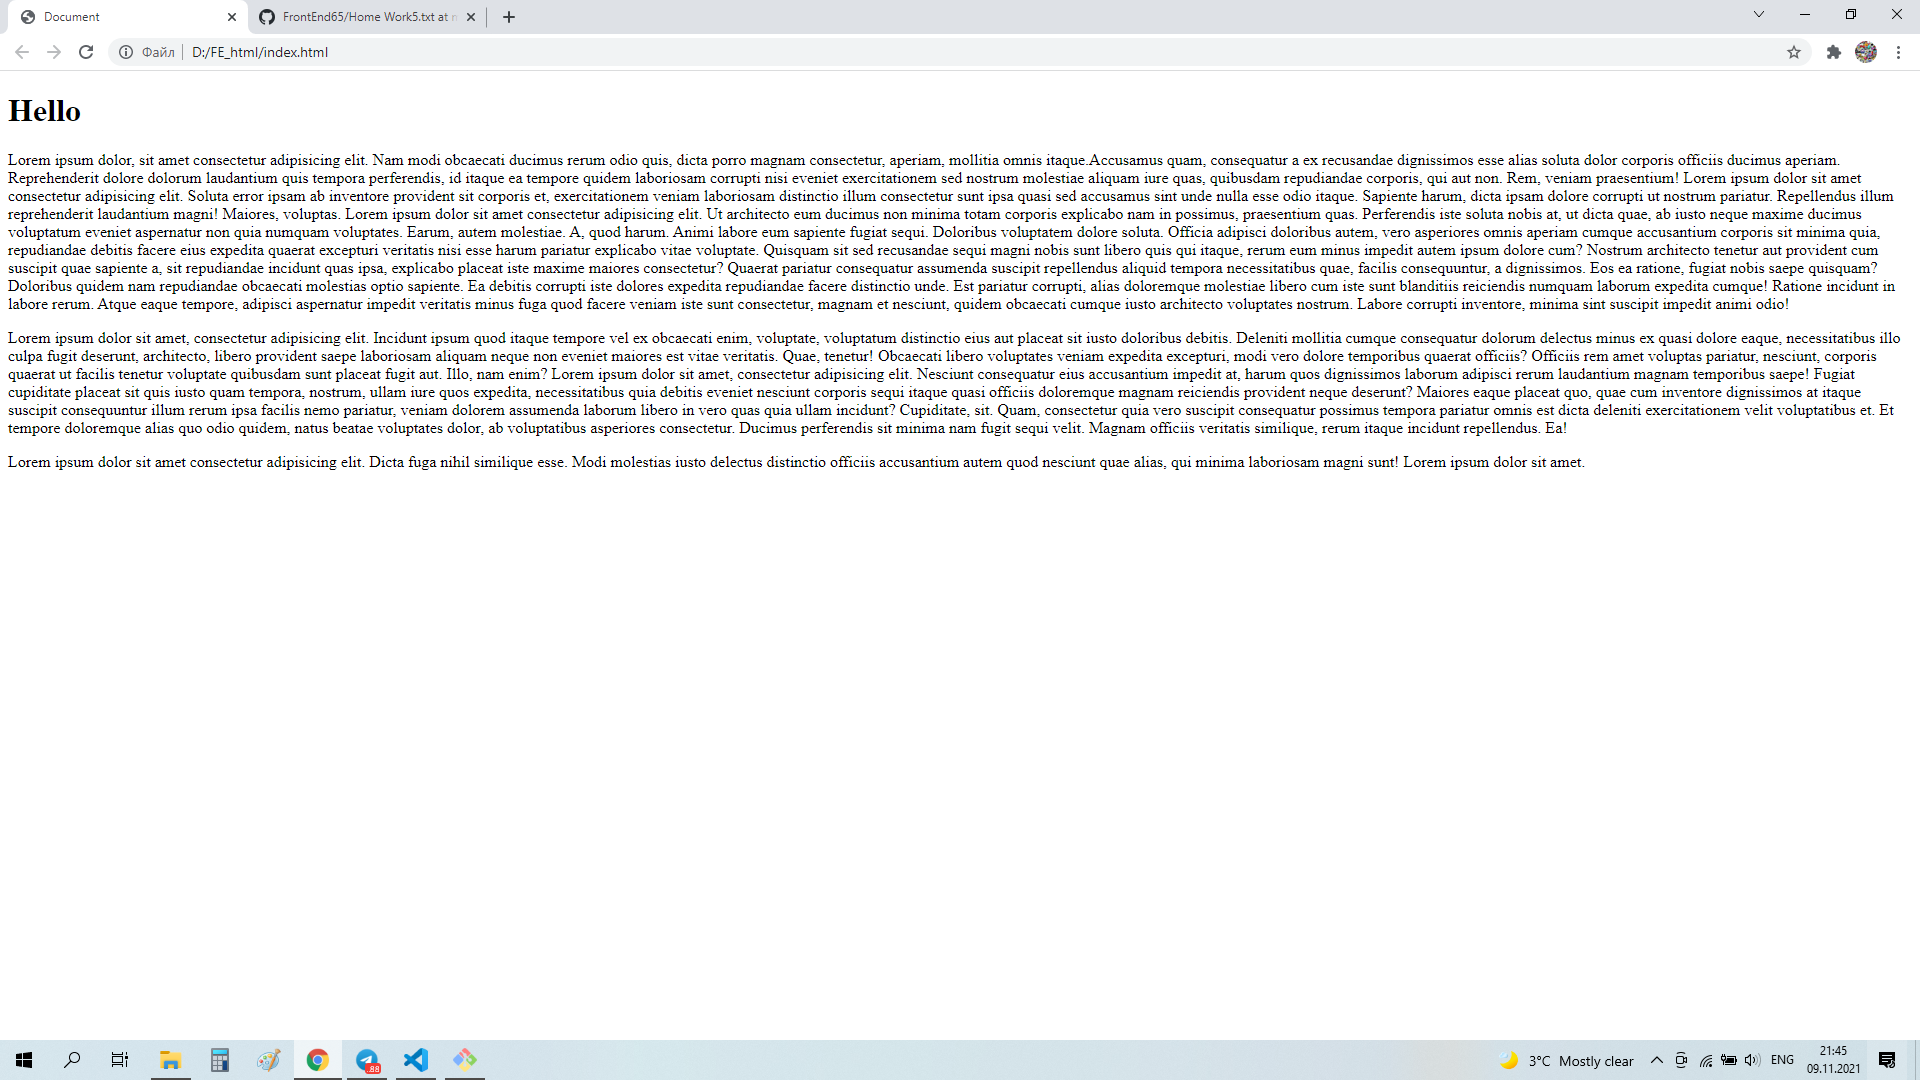 Document
FrontEnd65/Home Work5.txt at
Файл
D:/FE_html/index.html
Hello
Lorem ipsum dolor, sit amet consectetur adipisicing elit. Nam modi obcaecati ducimus rerum odio quis, dicta porro magnam consectetur, aperiam, mollitia omnis itaque.Accusamus quam, consequatur a ex recusandae dignissimos esse alias soluta dolor corporis officiis ducimus aperiam.
Reprehenderit dolore dolorum laudantium quis tempora perferendis, id itaque ea tempore quidem laboriosam corrupti nisi eveniet exercitationem sed nostrum molestiae aliquam iure quas, quibusdam repudiandae corporis, qui aut non. Rem, veniam praesentium! Lorem ipsum dolor sit amet
consectetur adipisicing elit. Soluta error ipsam ab inventore provident sit corporis et, exercitationem veniam laboriosam distinctio illum consectetur sunt ipsa quasi sed accusamus sint unde nulla esse odio itaque. Sapiente harum, dicta ipsam dolore corrupti ut nostrum pariatur. Repellendus illum
reprehenderit laudantium magni! Maiores, voluptas. Lorem ipsum dolor sit amet consectetur adipisicing elit. Ut architecto eum ducimus non minima totam corporis explicabo nam in possimus, praesentium quas. Perferendis iste soluta nobis at, ut dicta quae, ab iusto neque maxime ducimus
voluptatum eveniet aspernatur non quia numquam voluptates. Earum, autem molestiae. A, quod harum. Animi labore eum sapiente fugiat sequi. Doloribus voluptatem dolore soluta. Officia adipisci doloribus autem, vero asperiores omnis aperiam cumque accusantium corporis sit minima quia,
repudiandae debitis facere eius expedita quaerat excepturi veritatis nisi esse harum pariatur explicabo vitae voluptate. Quisquam sit sed recusandae sequi magni nobis sunt libero quis qui itaque, rerum eum minus impedit autem ipsum dolore cum? Nostrum architecto tenetur aut provident cum
suscipit quae sapiente a, sit repudiandae incidunt quas ipsa, explicabo placeat iste maxime maiores consectetur? Quaerat pariatur consequatur assumenda suscipit repellendus aliquid tempora necessitatibus quae, facilis consequuntur, a dignissimos. Eos ea ratione, fugiat nobis saepe quisquam?
Doloribus quidem nam repudiandae obcaecati molestias optio sapiente. Ea debitis corrupti iste dolores expedita repudiandae facere distinctio unde. Est pariatur corrupti, alias doloremque molestiae libero cum iste sunt blanditiis reiciendis numquam laborum expedita cumque! Ratione incidunt in
labore rerum. Atque eaque tempore, adipisci aspernatur impedit veritatis minus fuga quod facere veniam iste sunt consectetur, magnam et nesciunt, quidem obcaecati cumque iusto architecto voluptates nostrum. Labore corrupti inventore, minima sint suscipit impedit animi odio!
Lorem ipsum dolor sit amet, consectetur adipisicing elit. Incidunt ipsum quod itaque tempore vel ex obcaecati enim, voluptate, voluptatum distinctio eius aut placeat sit iusto doloribus debitis. Deleniti mollitia cumque consequatur dolorum delectus minus ex quasi dolore eaque, necessitatibus illo
culpa fugit deserunt, architecto, libero provident saepe laboriosam aliquam neque non eveniet maiores est vitae veritatis. Quae, tenetur! Obcaecati libero voluptates veniam expedita excepturi, modi vero dolore temporibus quaerat officiis? Officiis rem amet voluptas pariatur, nesciunt, corporis
quaerat ut facilis tenetur voluptate quibusdam sunt placeat fugit aut. Illo, nam enim? Lorem ipsum dolor sit amet, consectetur adipisicing elit. Nesciunt consequatur eius accusantium impedit at, harum quos dignissimos laborum adipisci rerum laudantium magnam temporibus saepe! Fugiat
cupiditate placeat sit quis iusto quam tempora, nostrum, ullam iure quos expedita, necessitatibus quia debitis eveniet nesciunt corporis sequi itaque quasi officiis doloremque magnam reiciendis provident neque deserunt? Maiores eaque placeat quo, quae cum inventore dignissimos at itaque
suscipit consequuntur illum rerum ipsa facilis nemo pariatur, veniam dolorem assumenda laborum libero in vero quas quia ullam incidunt? Cupiditate, sit. Quam, consectetur quia vero suscipit consequatur possimus tempora pariatur omnis est dicta deleniti exercitationem velit voluptatibus et. Et
tempore doloremque alias quo odio quidem, natus beatae voluptates dolor, ab voluptatibus asperiores consectetur. Ducimus perferendis sit minima nam fugit sequi velit. Magnam officiis veritatis similique, rerum itaque incidunt repellendus. Ea!
Lorem ipsum dolor sit amet consectetur adipisicing elit. Dicta fuga nihil similique esse. Modi molestias iusto delectus distinctio officiis accusantium autem quod nesciunt quae alias, qui minima laboriosam magni sunt! Lorem ipsum dolor sit amet.
.88
3°C Mostly clear
ENG
21:45
09.11.2021